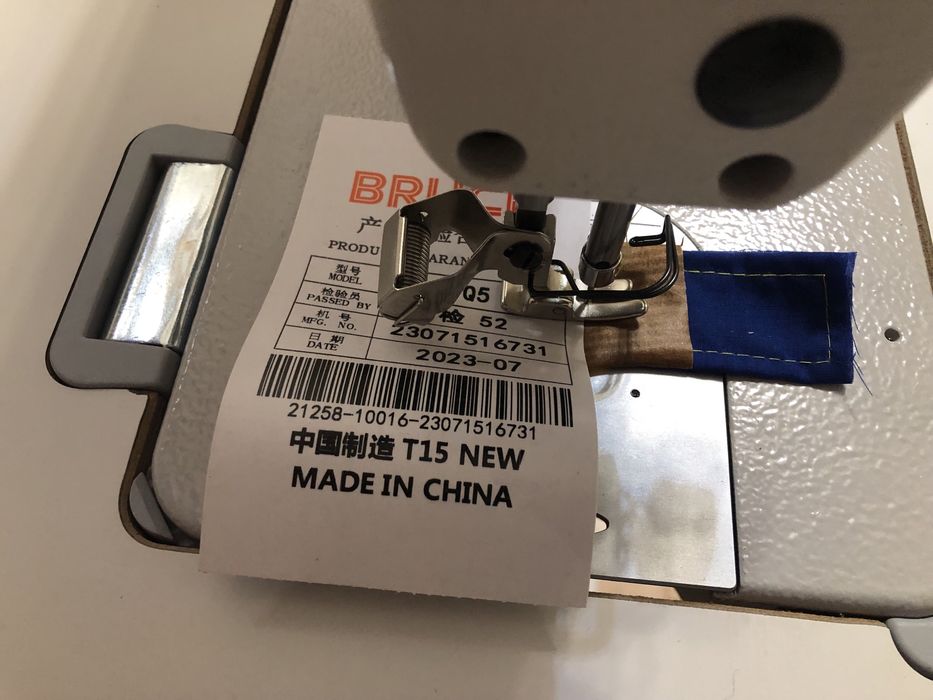 产
PRODU
型号 Q5
MODEL
检验员 检 52
PASSED BY
机号 23071516731
MFG. NO.
日期 2023-07
DATE
21258-10016-23071516731
中国制造 T15 NEW
MADE IN CHINA